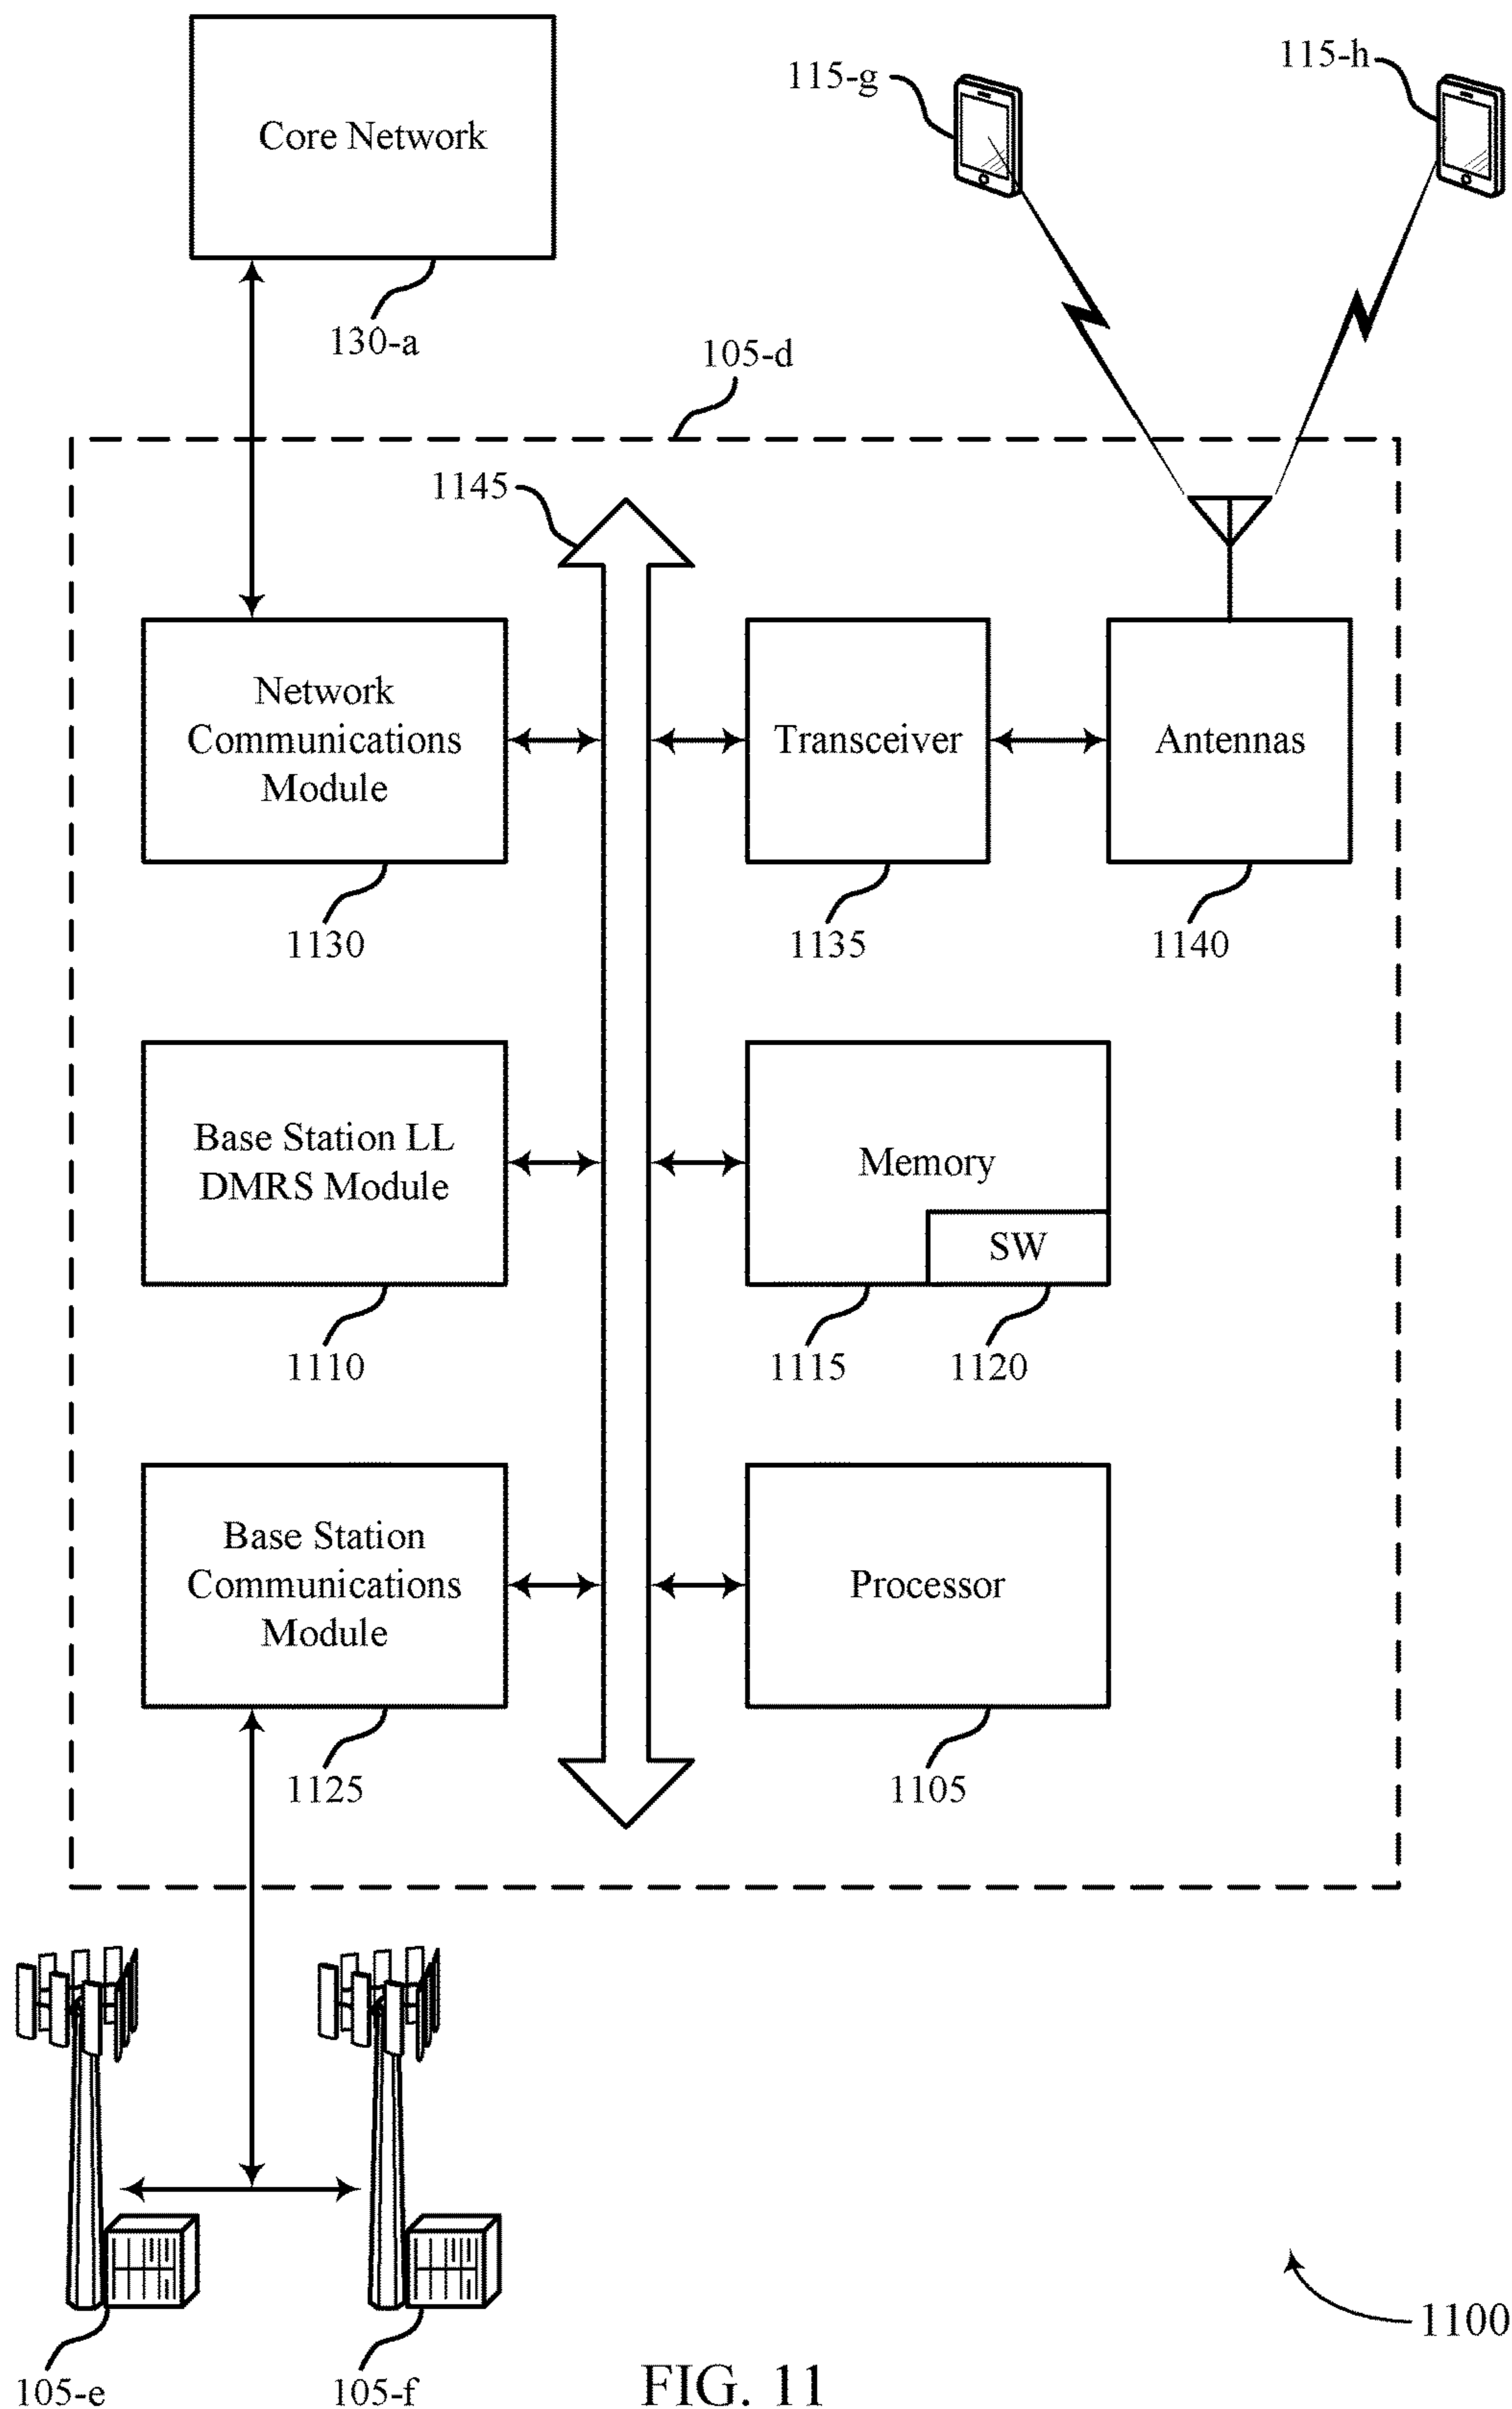 115-g
115-h
Core Network
130-a
105-d
1145
Network
Communications
Module
Transceiver
Antennas
1130
1135
1140
Base Station LL
DMRS Module
Memory
SW
1110
1115
1120
Base Station
Communications
Module
Processor
1125
1105
1100
105-e
105-f
FIG. 11